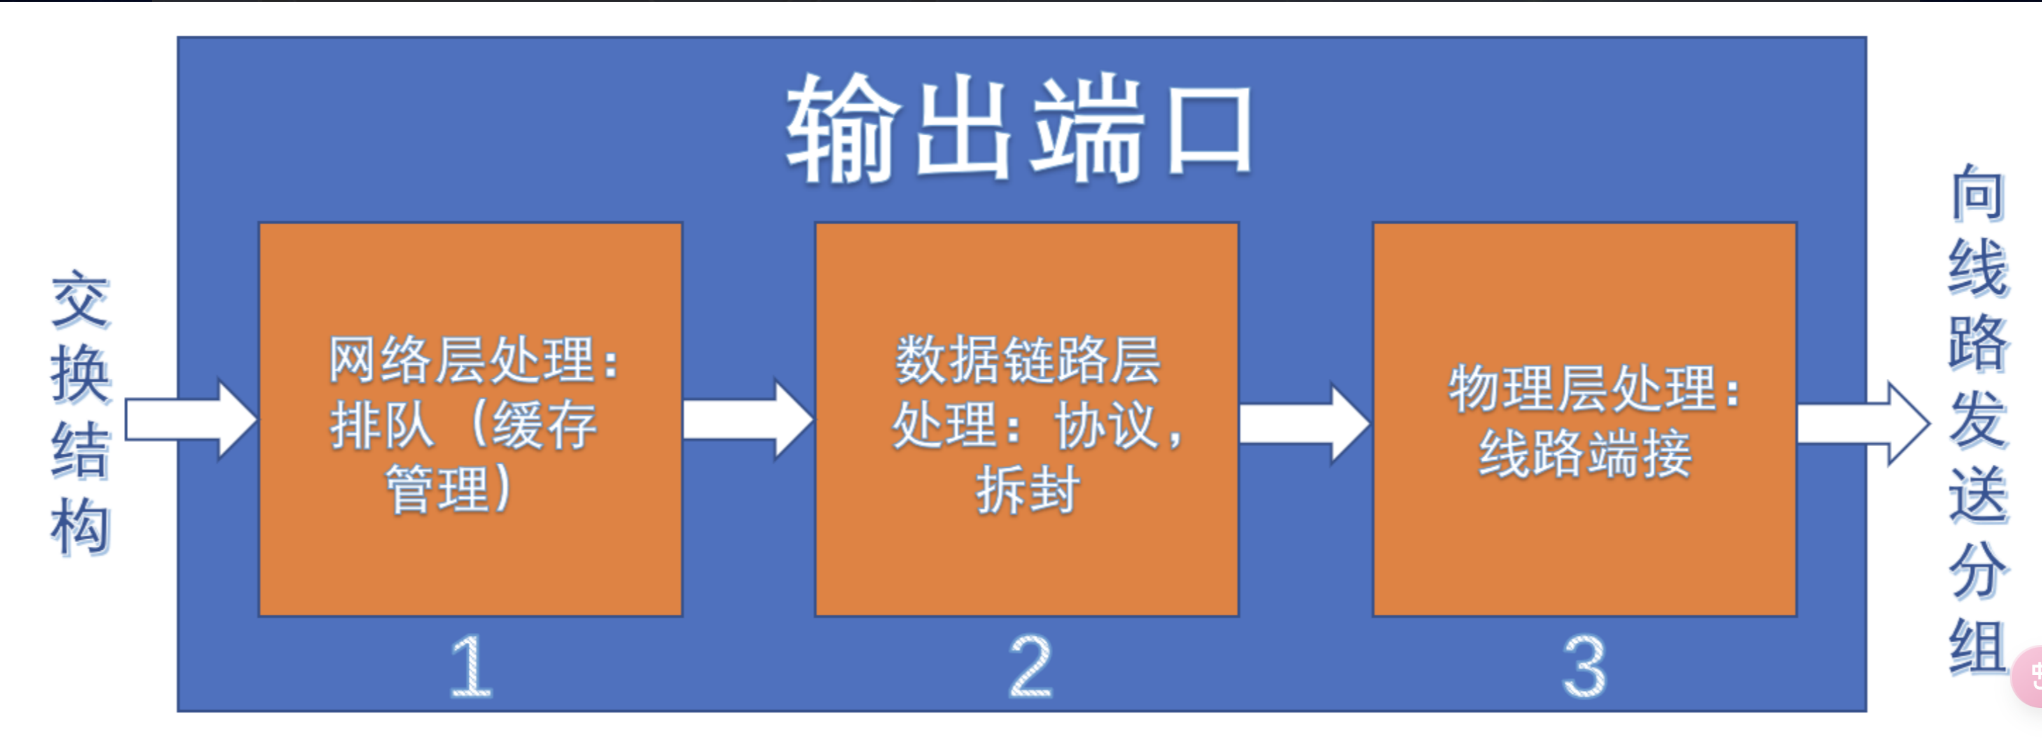 输出端口
交换结构
网络层处理：
排队（缓存
管理）
数据链路层
处理：协议，
拆封
物理层处理：
线路端接
向线路发送分组
1
2
3